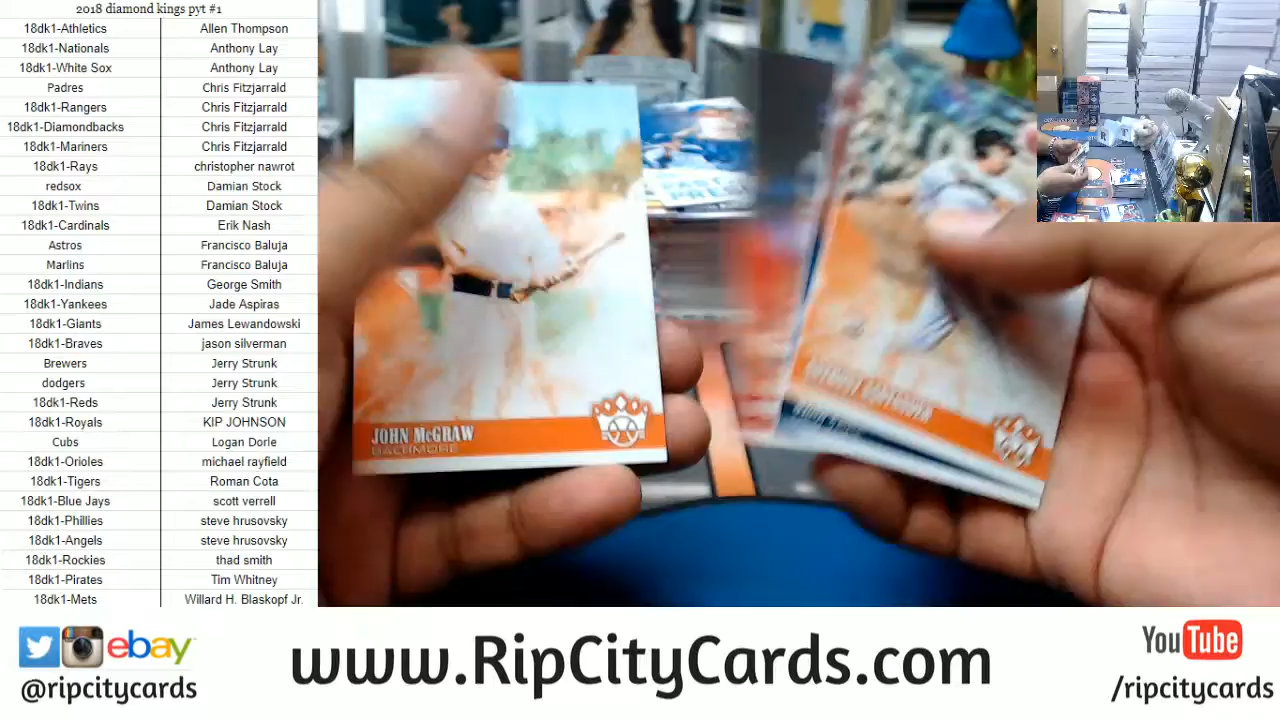 2018 diamond kings pyt #1
18dk1-Athletics Allen Thompson
18dk1-Nationals Anthony Lay
18dk1-White Sox Anthony Lay
Padres Chris Fitzjarrald
18dk1-Rangers Chris Fitzjarrald
18dk1-Diamondbacks Chris Fitzjarrald
18dk1-Mariners Chris Fitzjarrald
18dk1-Rays christopher nawrot
redsox Damian Stock
18dk1-Twins Damian Stock
18dk1-Cardinals Erik Nash
Astros Francisco Baluja
Marlins Francisco Baluja
18dk1-Indians George Smith
18dk1-Yankees Jade Aspiras
18dk1-Giants James Lewandowski
18dk1-Braves jason silverman
Brewers Jerry Strunk
dodgers Jerry Strunk
18dk1-Reds Jerry Strunk
18dk1-Royals KIP JOHNSON
Cubs Logan Dorle
18dk1-Orioles michael rayfield
18dk1-Tigers Roman Cota
18dk1-Blue Jays scott verrell
18dk1-Phillies steve hrusovsky
18dk1-Angels steve hrusovsky
18dk1-Rockies thad smith
18dk1-Pirates Tim Whitney
18dk1-Mets Willard H. Blaskopf Jr.
JOHN McGRAW
BALTIMORE
ebay
@ripcitycards
www.RipCityCards.com
YouTube
/ripcitycards